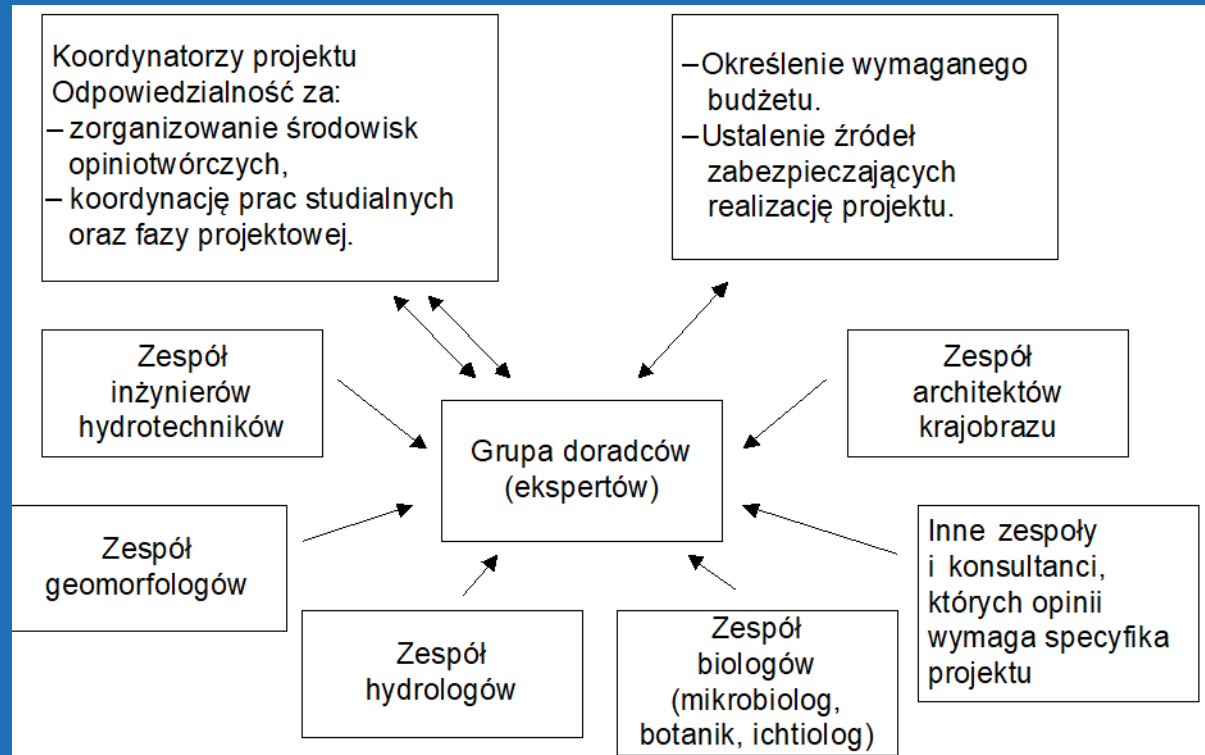 Koordynatorzy projektu
Odpowiedzialność za:
– zorganizowanie środowisk
opiniotwórczych,
– koordynację prac studialnych
oraz fazy projektowej.
–Określenie wymaganego
budżetu.
–Ustalenie źródeł
zabezpieczających
realizację projektu.
Zespół
inżynierów
hydrotechników
Grupa doradców
(ekspertów)
Zespół
architektów
krajobrazu
Zespół
geomorfologów
Zespół
hydrologów
Zespół
biologów
(mikrobiolog,
botanik, ichtiolog)
Inne zespoły
i konsultanci,
których opinii
wymaga specyfika
projektu